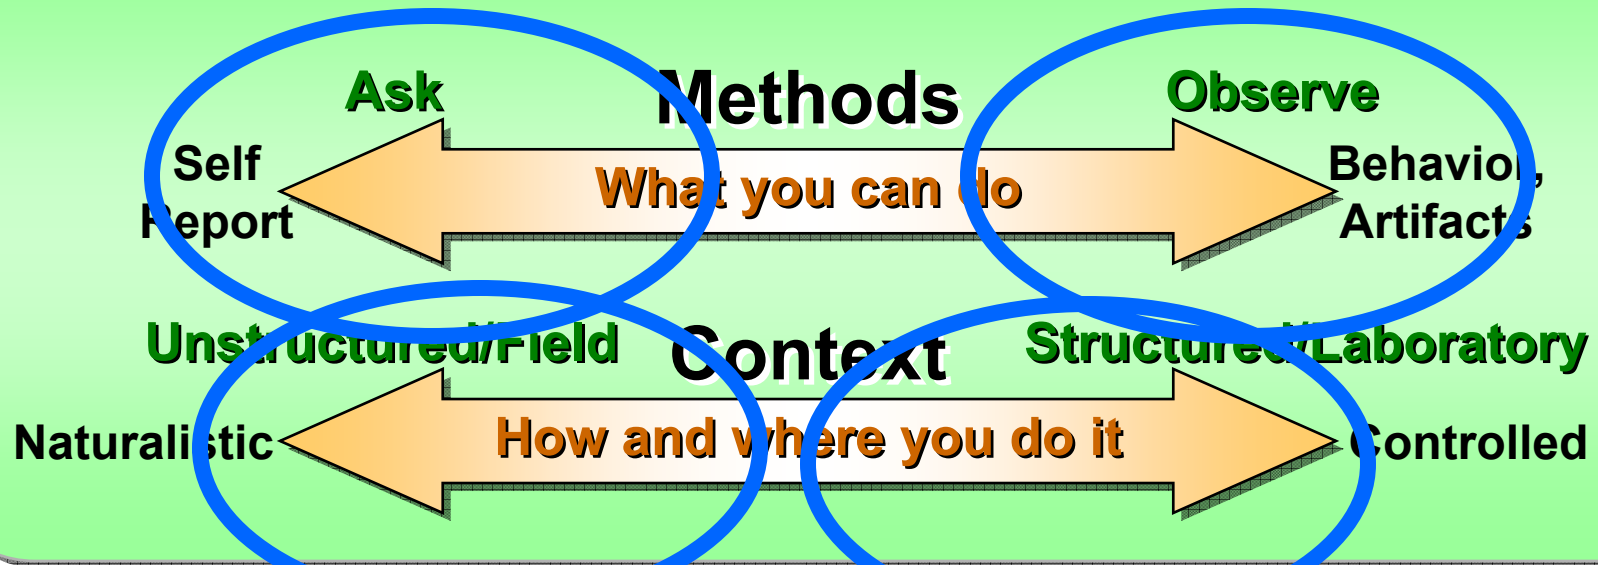 Ask
Methods
Observe
Self
Report
What you can do
Behavior,
Artifacts
Unstructured/Field
Context
Structured/Laboratory
Naturalistic
How and where you do it
Controlled